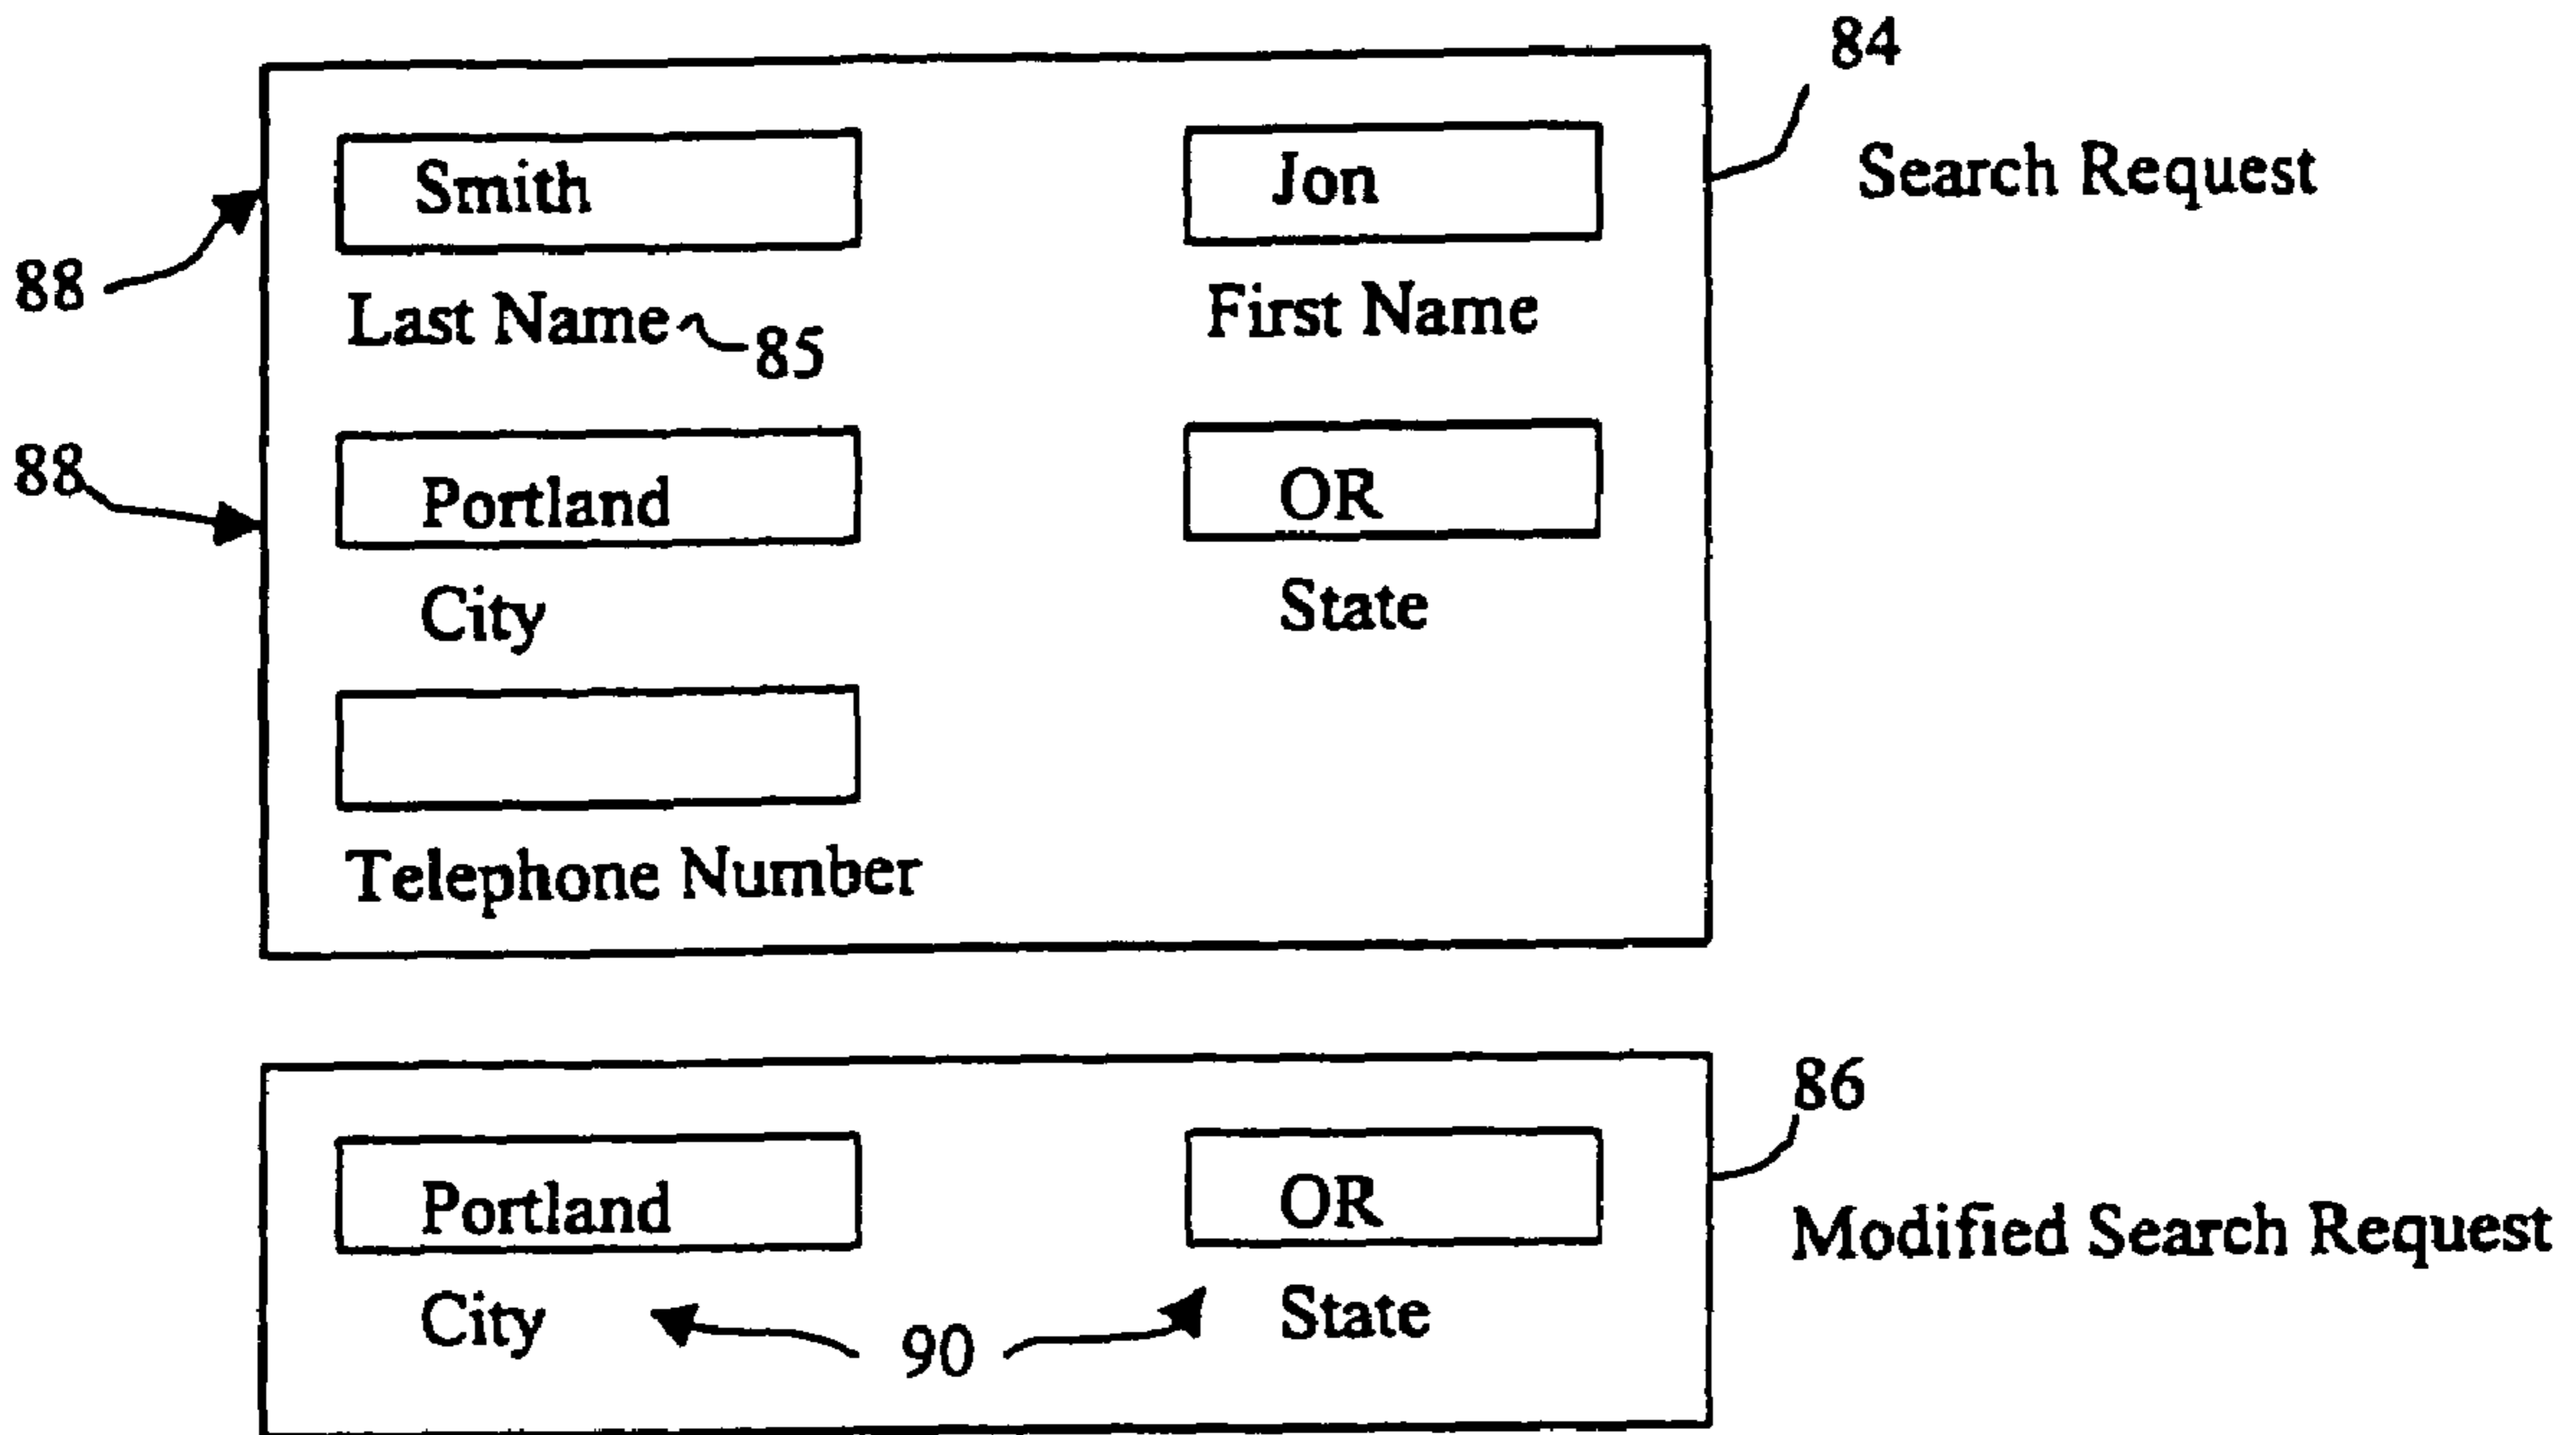 84
Smith Jon
Search Request
88
Last Name 85 First Name
88
Portland OR
City State
Telephone Number
86
Portland OR
Modified Search Request
City 90 State